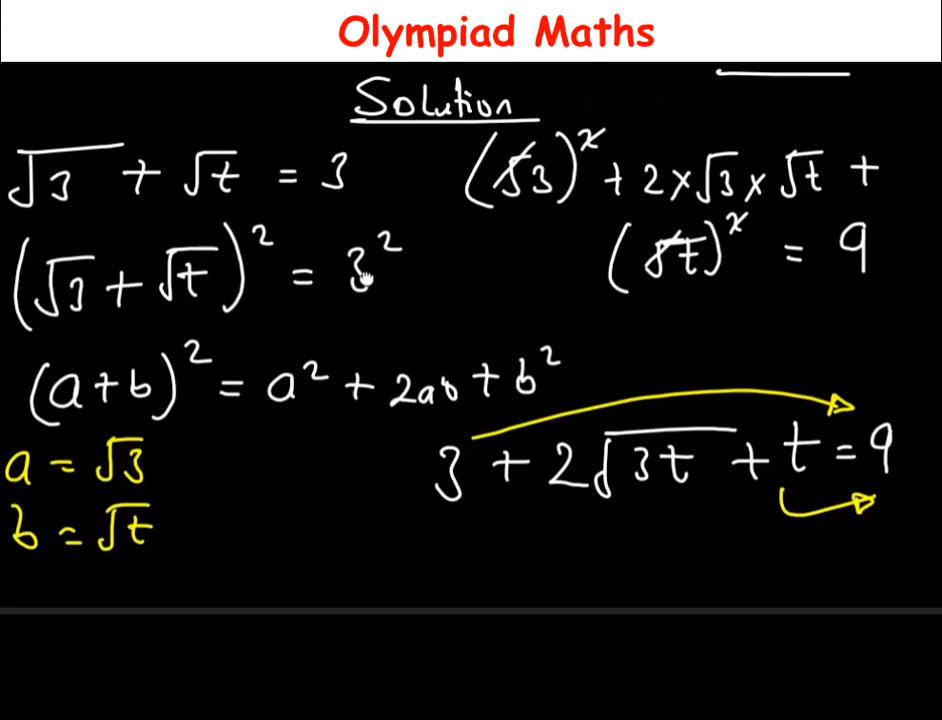 Olympiad Maths
Solution
√3 + √t = 3
(√3 + √t)² = 3²
(a+b)² = a² + 2ab + b²
a = √3
b = √t
(√3)² + 2×√3×√t +
(√t)² = 9
3 + 2√3t + t = 9